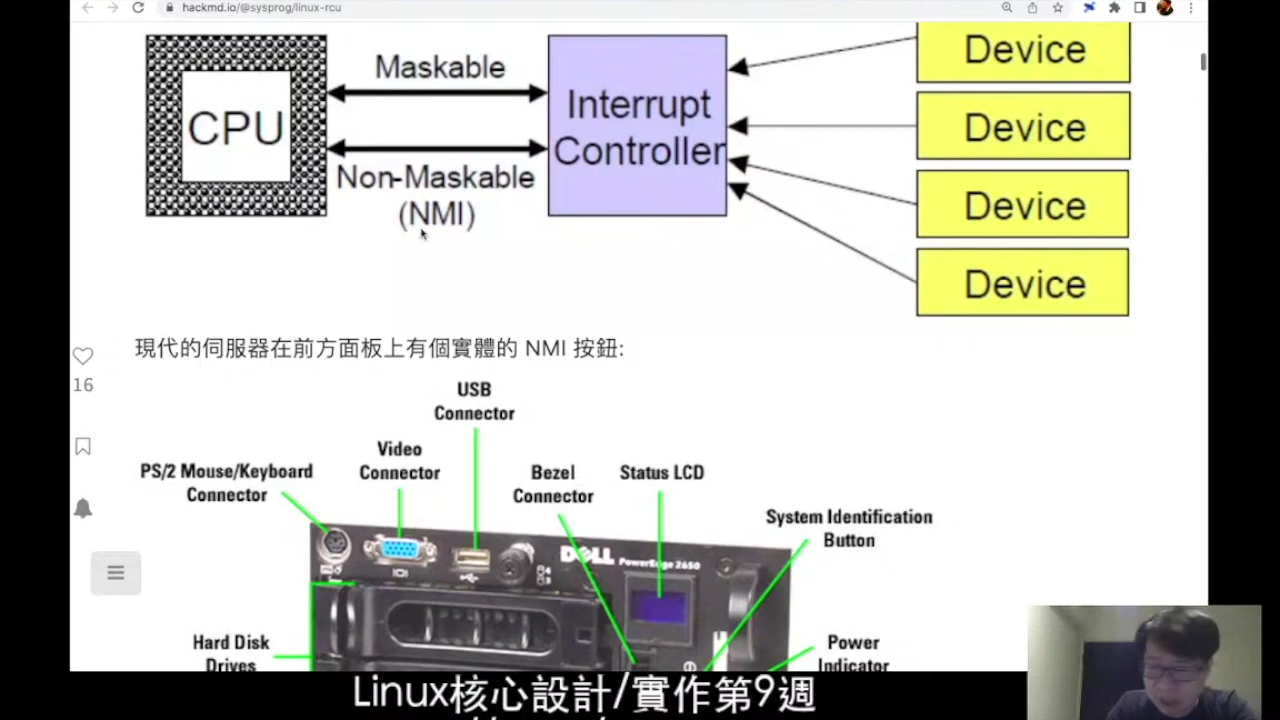 hackmd.io/@sysprog/linux-rcu
Maskable
CPU
Non-Maskable
(NMI)
Interrupt
Controller
Device
Device
Device
Device
現代的伺服器在前方面板上有個實體的 NMI 按鈕:
16
USB
Connector
Video
Connector
PS/2 Mouse/Keyboard
Connector
Bezel
Connector
Status LCD
System Identification
Button
DELL PowerEdge 2650
Hard Disk
Drives
Power
Indicator
Linux核心設計/實作第9週